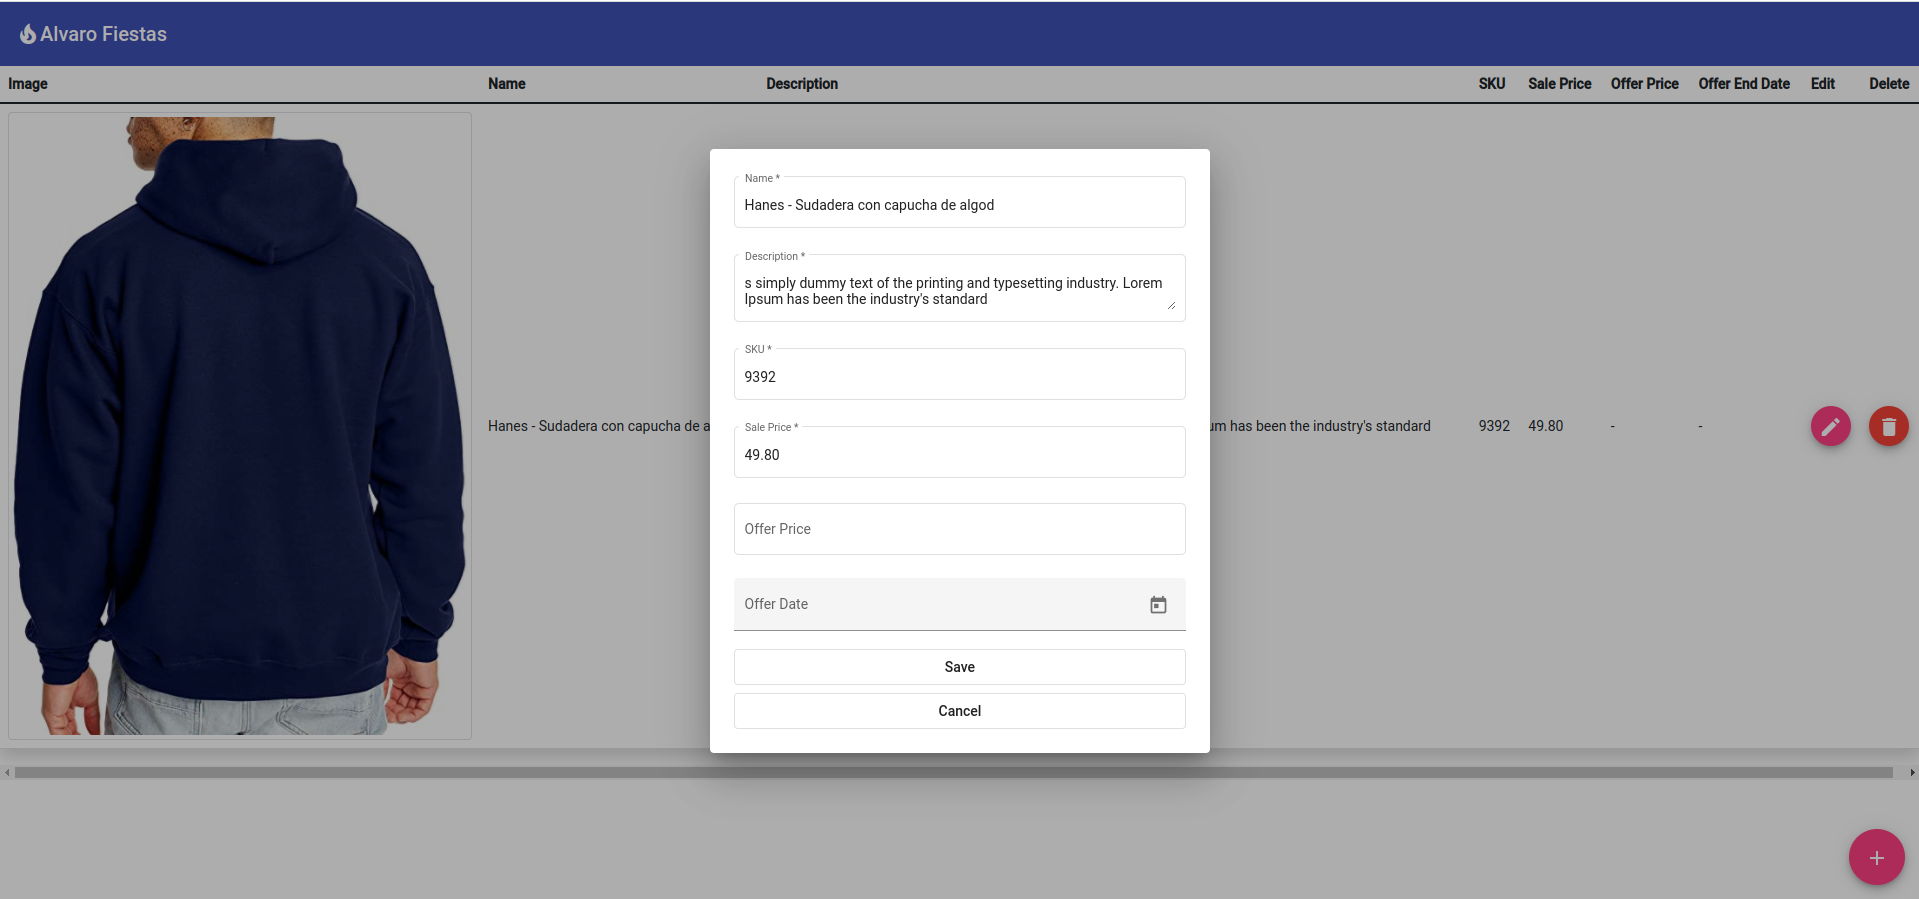 Alvaro Fiestas
Image Name Description SKU Sale Price Offer Price Offer End Date Edit Delete
Name *
Hanes - Sudadera con capucha de algod
Description *
s simply dummy text of the printing and typesetting industry. Lorem
Ipsum has been the industry's standard
SKU *
9392
Hanes - Sudadera con capucha de a
has been the industry's standard 9392 49.80 - -
Sale Price *
49.80
Offer Price
Offer Date
Save
Cancel